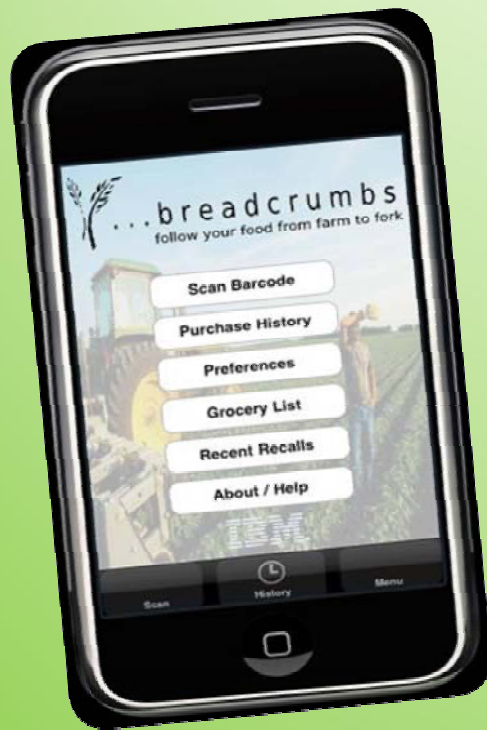 ...breadcrumbs
follow your food from farm to fork
Scan Barcode
Purchase History
Preferences
Grocery List
Recent Recalls
About / Help
IBM
Scan
History
Menu